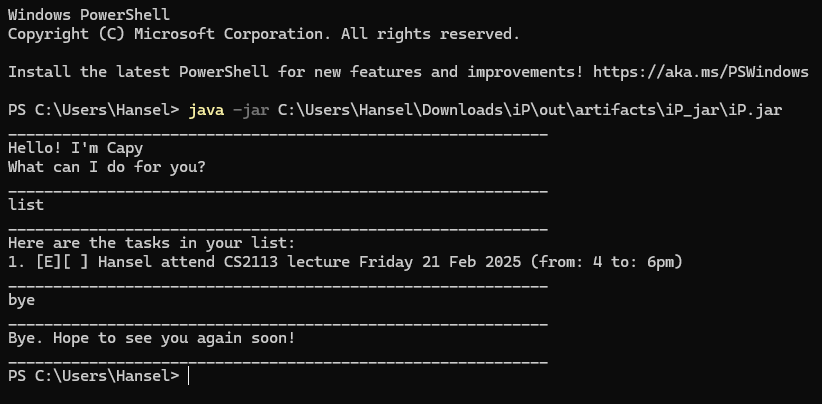 Windows PowerShell
Copyright (C) Microsoft Corporation. All rights reserved.
Install the latest PowerShell for new features and improvements! https://aka.ms/PSWindows
PS C:\Users\Hansel> java -jar C:\Users\Hansel\Downloads\iP\out\artifacts\iP_jar\iP.jar
____________________________________________________________
Hello! I'm Capy
What can I do for you?
____________________________________________________________
list
____________________________________________________________
Here are the tasks in your list:
1. [E][ ] Hansel attend CS2113 lecture Friday 21 Feb 2025 (from: 4 to: 6pm)
____________________________________________________________
bye
____________________________________________________________
Bye. Hope to see you again soon!
____________________________________________________________
PS C:\Users\Hansel>